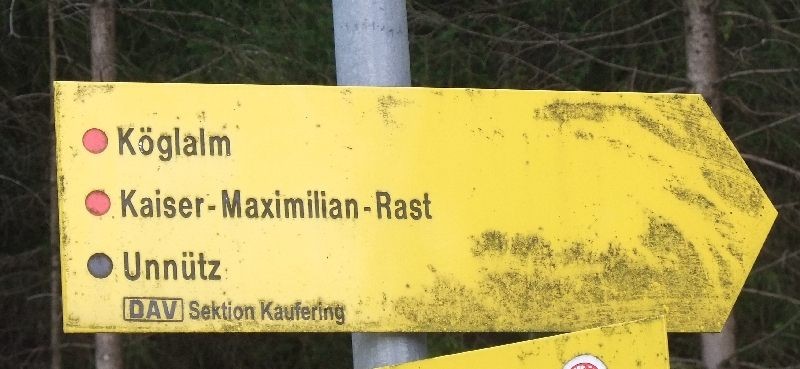 Köglalm
Kaiser-Maximilian-Rast
Unnütz
DAV Sektion Kaufering